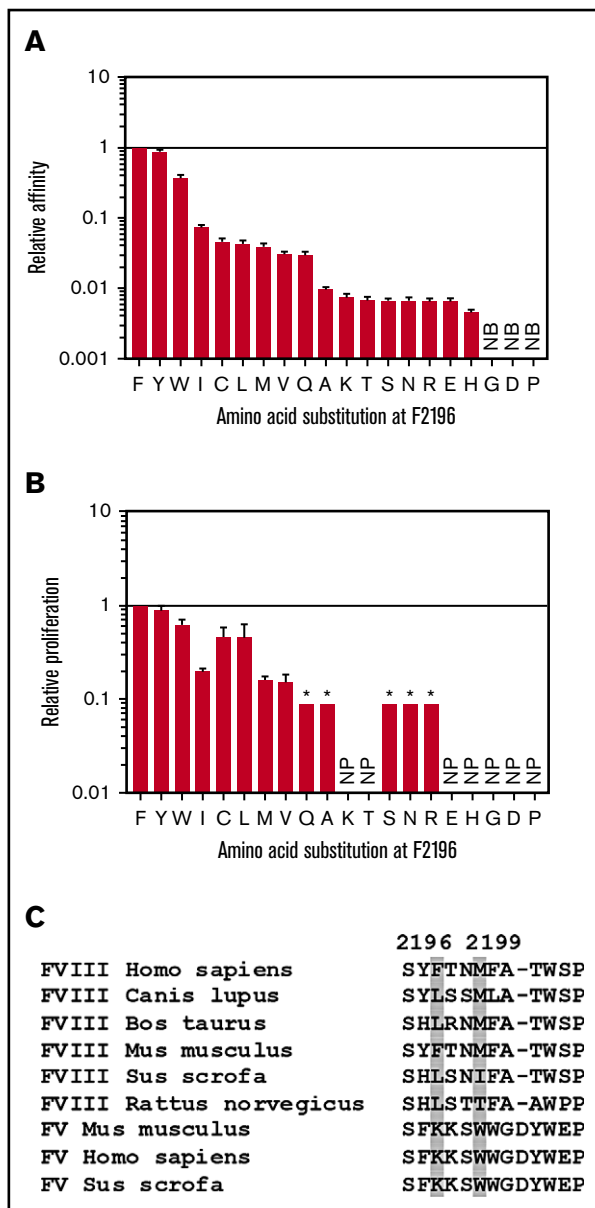 A
Relative affinity
10
1
0.1
0.01
0.001
NB NB NB
F Y W I C L M V Q A K T S N R E H G D P
Amino acid substitution at F2196
B
Relative proliferation
10
1
0.1
0.01
* * NP NP * * * NP NP NP NP NP
F Y W I C L M V Q A K T S N R E H G D P
Amino acid substitution at F2196
C
2196 2199
FVIII Homo sapiens SYFTNMFA-TWSP
FVIII Canis lupus SYLSSMLA-TWSP
FVIII Bos taurus SHLRNMFA-TWSP
FVIII Mus musculus SYFTNMFA-TWSP
FVIII Sus scrofa SHLSNIFA-TWSP
FVIII Rattus norvegicus SHLSTTFA-AWPP
FV Mus musculus SFKKSWWGDYWEP
FV Homo sapiens SFKKSWWGDYWEP
FV Sus scrofa SFKKSWWGDYWEP